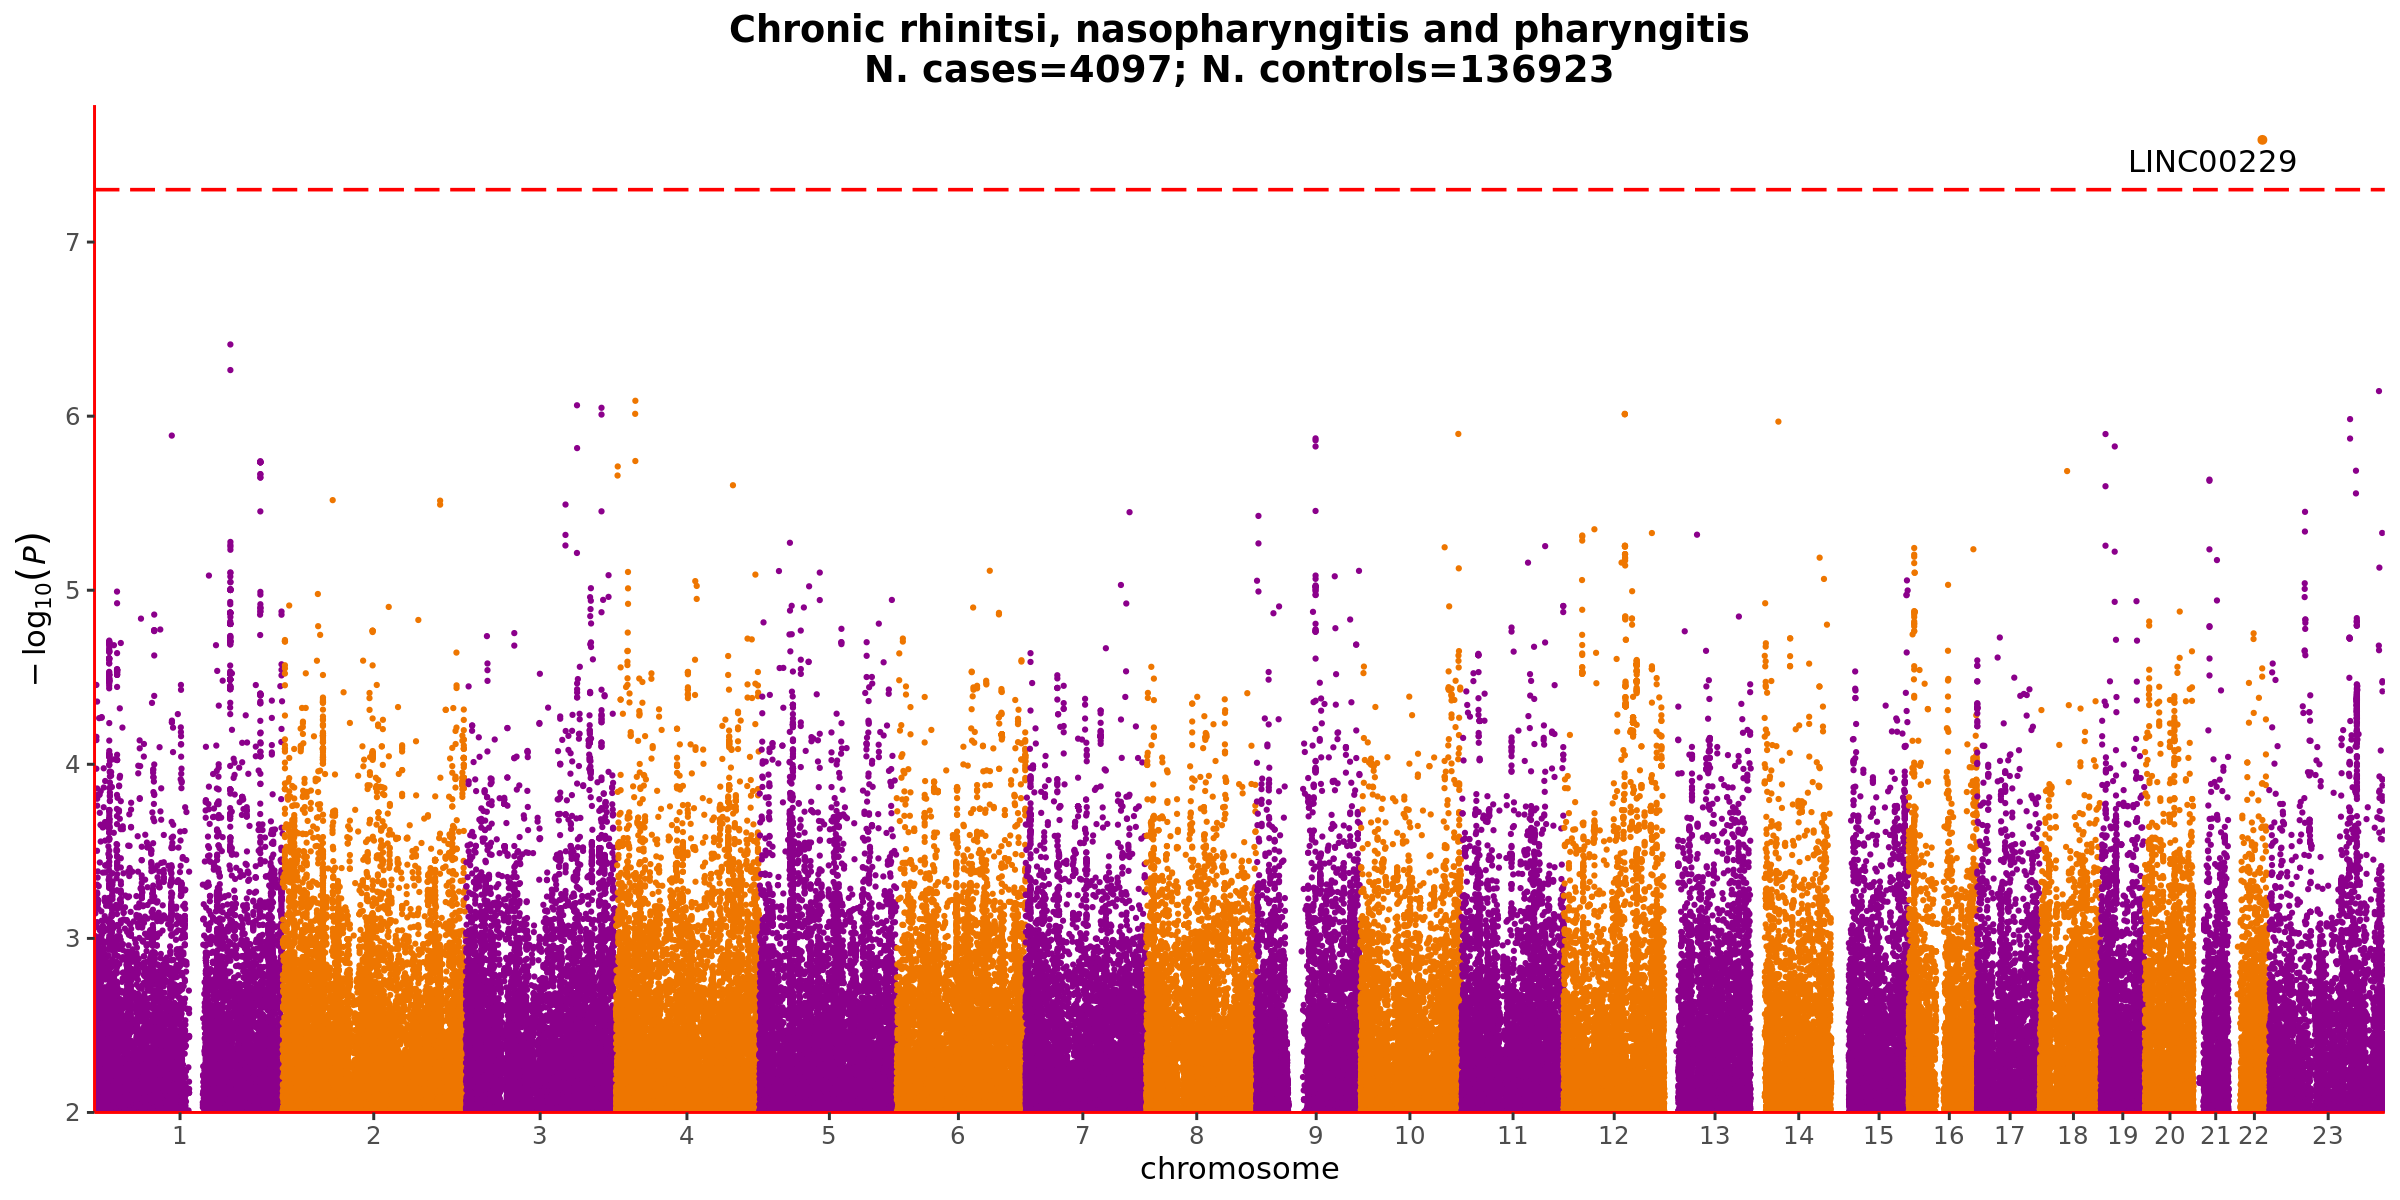 Chronic rhinitsi, nasopharyngitis and pharyngitis
N. cases=4097; N. controls=136923
LINC00229
7
6
5
4
3
2
− log10(P)
1 2 3 4 5 6 7 8 9 10 11 12 13 14 15 16 17 18 19 20 21 22 23
chromosome